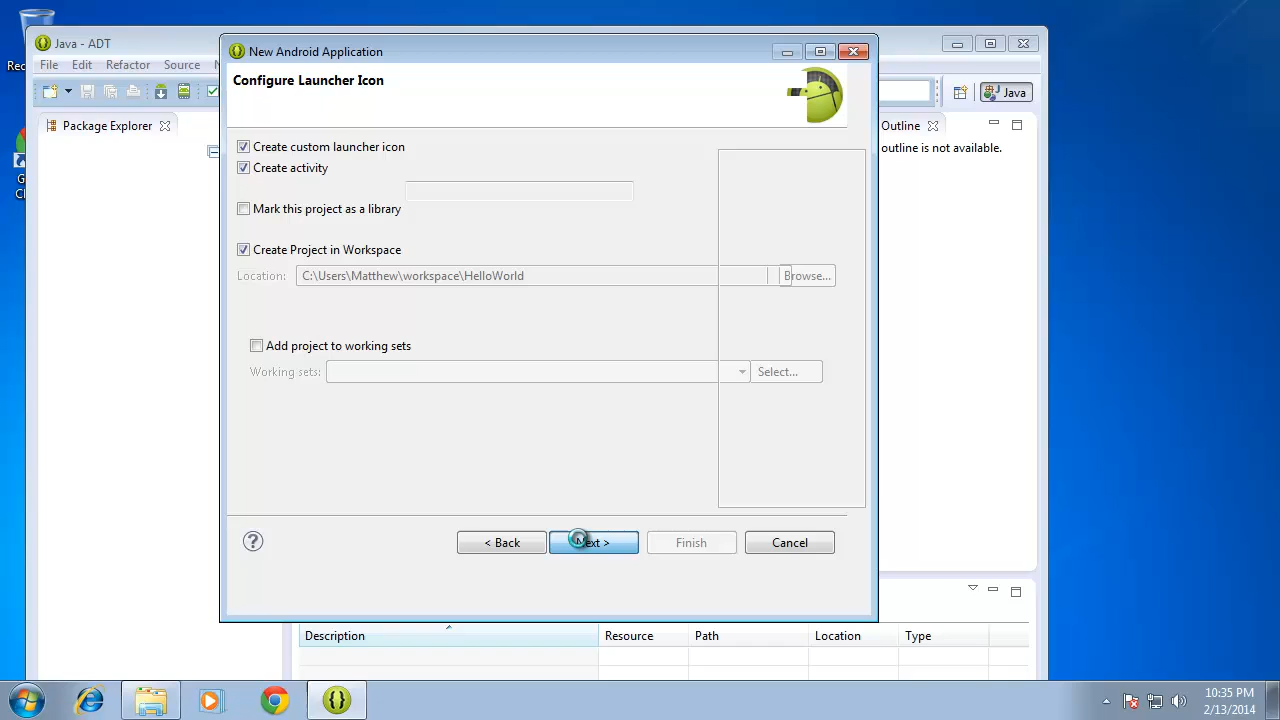 Java - ADT
New Android Application
File Edit Refactor Source
Configure Launcher Icon
Java
Package Explorer
Outline
outline is not available.
Create custom launcher icon
Create activity
Mark this project as a library
Create Project in Workspace
Location: C:\Users\Matthew\workspace\HelloWorld Browse...
Add project to working sets
Working sets: Select...
? < Back Next > Finish Cancel
Description Resource Path Location Type
10:35 PM
2/13/2014